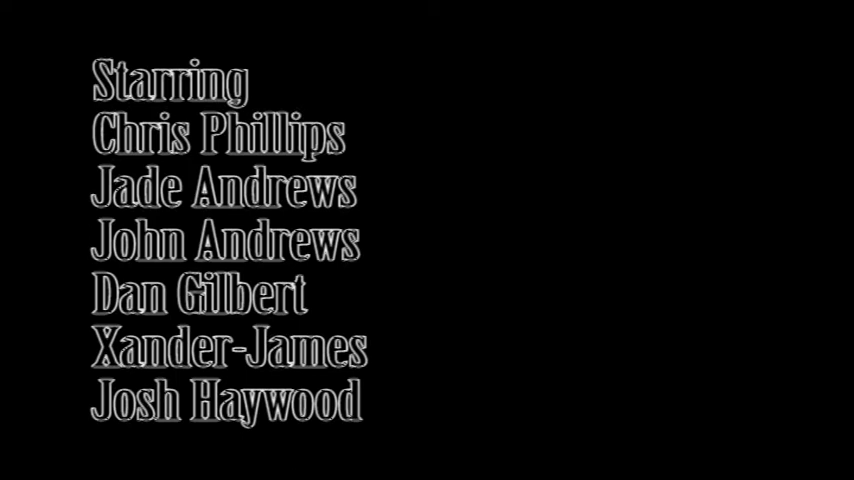 Starring
Chris Phillips
Jade Andrews
John Andrews
Dan Gilbert
Xander-James
Josh Haywood